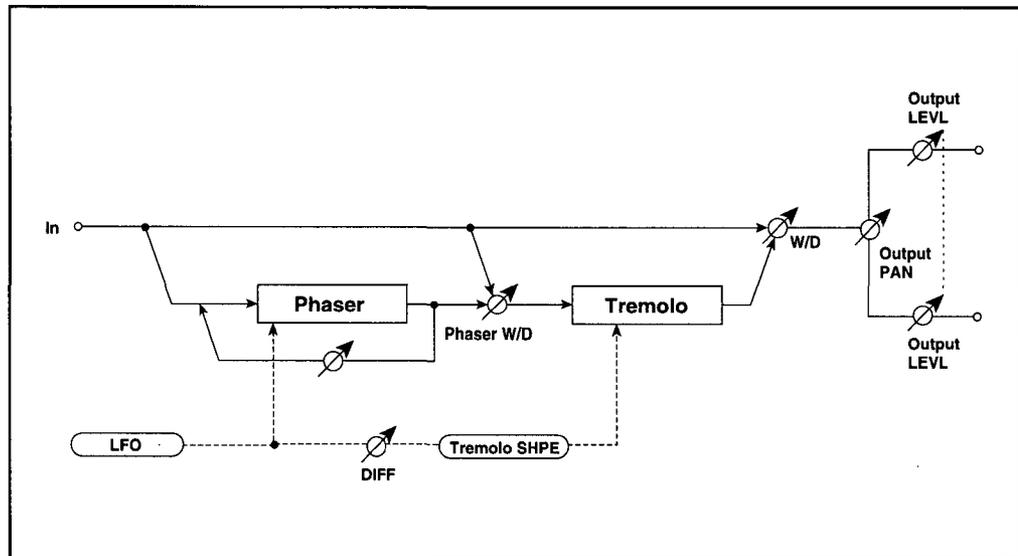 Output
LEVL
In
W/D
Output
PAN
Phaser
Phaser W/D
Tremolo
Output
LEVL
LFO
DIFF
Tremolo SHPE